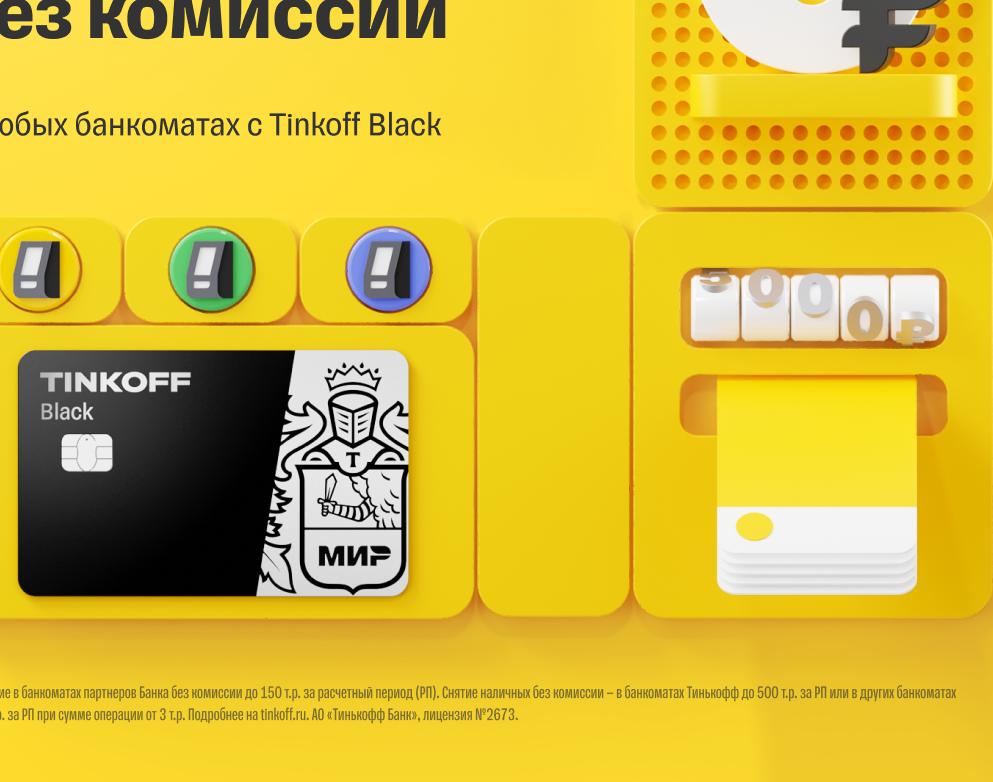 ез комиссии
юбых банкоматах с Tinkoff Black
5000₽
TINKOFF
Black
Т
МИР
ие в банкоматах партнеров Банка без комиссии до 150 т.р. за расчетный период (РП). Снятие наличных без комиссии – в банкоматах Тинькофф до 500 т.р. за РП или в других банкоматах
р. за РП при сумме операции от 3 т.р. Подробнее на tinkoff.ru. АО «Тинькофф Банк», лицензия №2673.